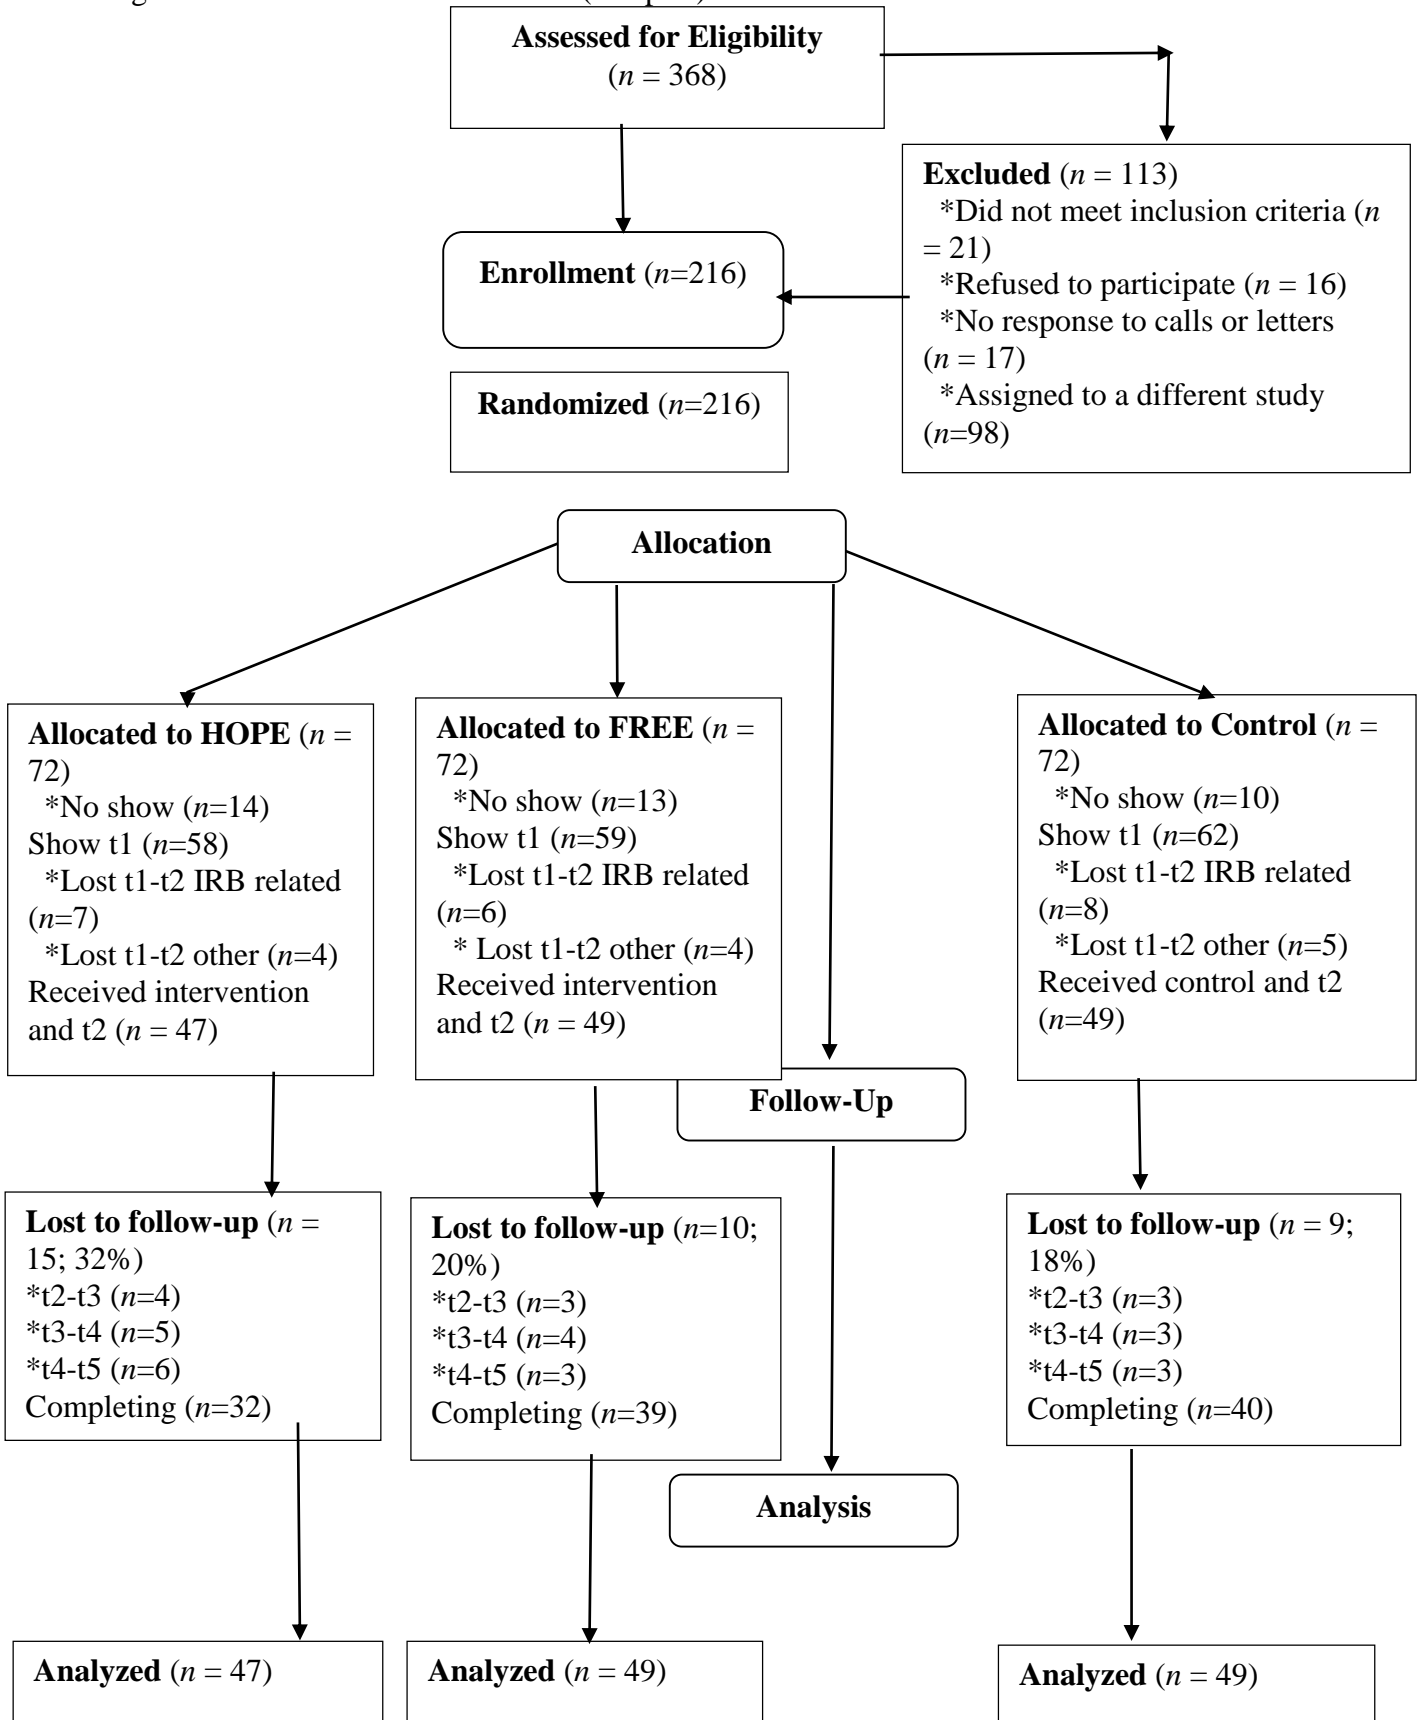 Assessed for Eligibility
(n = 368)
Excluded (n = 113)
*Did not meet inclusion criteria (n
= 21)
*Refused to participate (n = 16)
*No response to calls or letters
(n = 17)
*Assigned to a different study
(n=98)
Enrollment (n=216)
Randomized (n=216)
Allocation
Allocated to HOPE (n =
72)
*No show (n=14)
Show t1 (n=58)
*Lost t1-t2 IRB related
(n=7)
*Lost t1-t2 other (n=4)
Received intervention
and t2 (n = 47)
Allocated to FREE (n =
72)
*No show (n=13)
Show t1 (n=59)
*Lost t1-t2 IRB related
(n=6)
* Lost t1-t2 other (n=4)
Received intervention
and t2 (n = 49)
Allocated to Control (n =
72)
*No show (n=10)
Show t1 (n=62)
*Lost t1-t2 IRB related
(n=8)
*Lost t1-t2 other (n=5)
Received control and t2
(n=49)
Follow-Up
Lost to follow-up (n =
15; 32%)
*t2-t3 (n=4)
*t3-t4 (n=5)
*t4-t5 (n=6)
Completing (n=32)
Lost to follow-up (n=10;
20%)
*t2-t3 (n=3)
*t3-t4 (n=4)
*t4-t5 (n=3)
Completing (n=39)
Lost to follow-up (n = 9;
18%)
*t2-t3 (n=3)
*t3-t4 (n=3)
*t4-t5 (n=3)
Completing (n=40)
Analysis
Analyzed (n = 47)
Analyzed (n = 49)
Analyzed (n = 49)